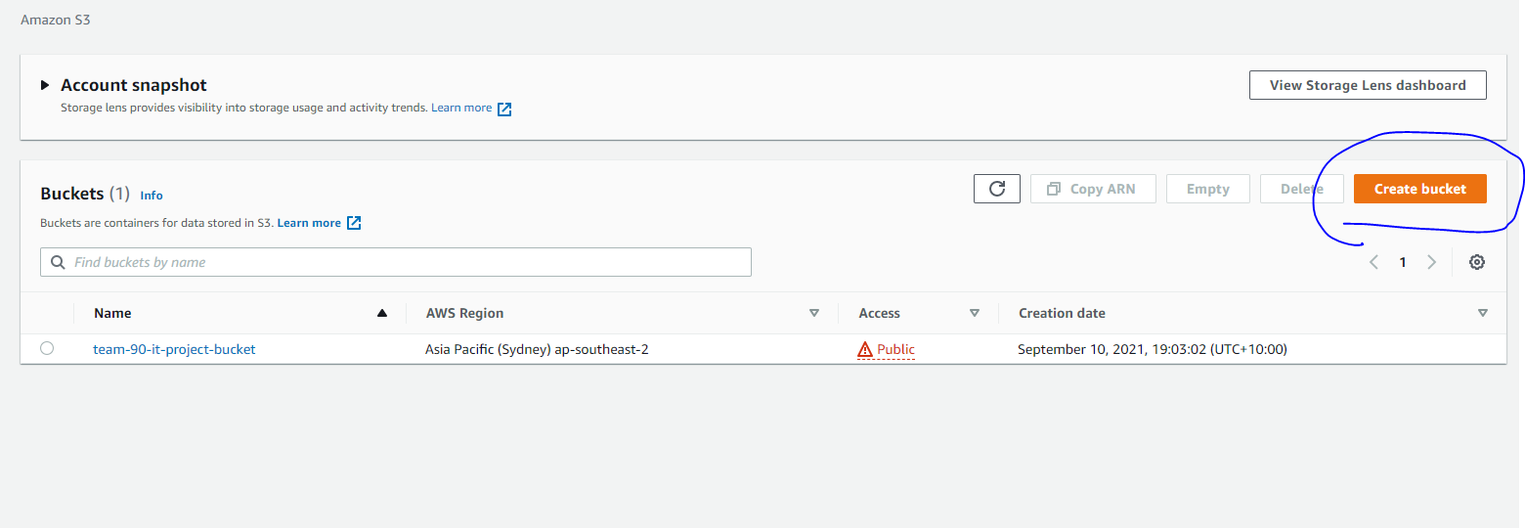 Amazon S3
Account snapshot
View Storage Lens dashboard
Storage lens provides visibility into storage usage and activity trends. Learn more
Buckets (1) Info
Copy ARN Empty Delete Create bucket
Buckets are containers for data stored in S3. Learn more
Find buckets by name
1
Name AWS Region Access Creation date
team-90-it-project-bucket Asia Pacific (Sydney) ap-southeast-2 Public September 10, 2021, 19:03:02 (UTC+10:00)